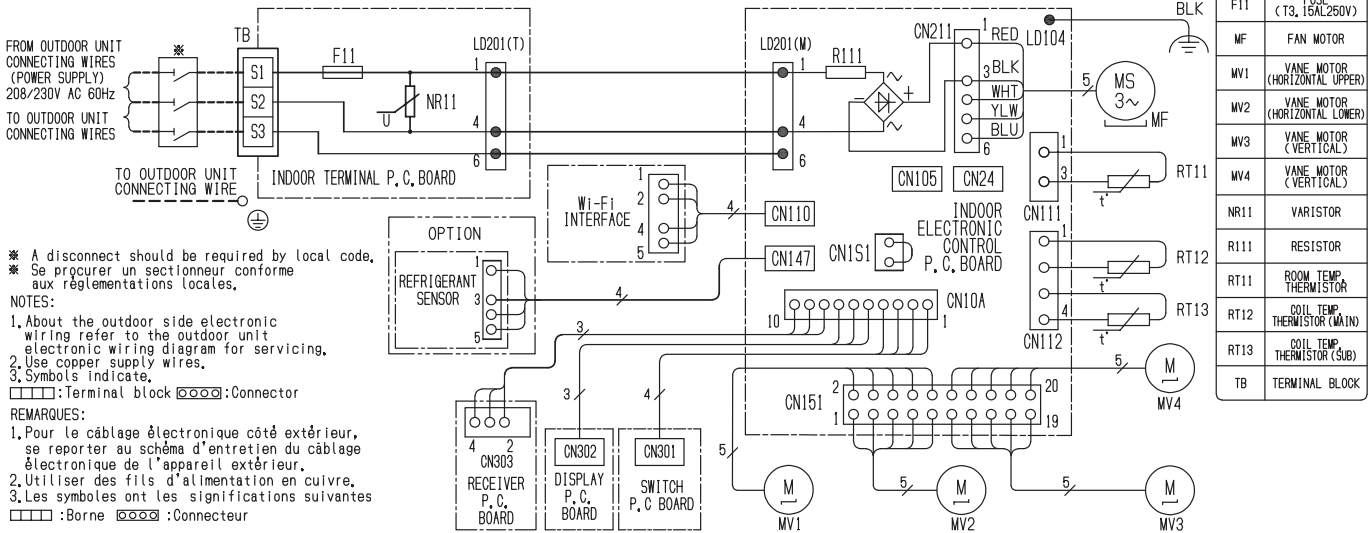 FROM OUTDOOR UNIT
CONNECTING WIRES
(POWER SUPPLY)
208/230V AC 60Hz
TO OUTDOOR UNIT
CONNECTING WIRES
※
TB
S1
S2
S3
F11
NR11
U
LD201(T)
1
4
6
INDOOR TERMINAL P.C.BOARD
TO OUTDOOR UNIT
CONNECTING WIRE
LD201(M)
1
4
6
R111
~
-
+
~
CN211
1
RED
3
BLK
WHT
YLW
BLU
6
LD104
BLK
5
MS
3~
MF
CN105
CN24
1
3
CN111
t°
RT11
INDOOR
ELECTRONIC
CONTROL
P.C.BOARD
1
4
CN112
t°
RT12
t°
RT13
Wi-Fi
INTERFACE
1
2
4
5
4
CN110
CN147
CN1S1
OPTION
REFRIGERANT
SENSOR
1
3
5
4
CN10A
10
1
3
3
4
4
2
CN303
RECEIVER
P.C.
BOARD
CN302
DISPLAY
P.C.
BOARD
CN301
SWITCH
P.C BOARD
CN151
2
20
1
19
5
M
MV1
5
M
MV2
5
M
MV3
5
M
MV4
※ A disconnect should be required by local code.
※ Se procurer un sectionneur conforme
aux réglementations locales.
NOTES:
1. About the outdoor side electronic
wiring refer to the outdoor unit
electronic wiring diagram for servicing.
2. Use copper supply wires.
3. Symbols indicate.
:Terminal block :Connector
REMARQUES:
1. Pour le câblage électronique côté extérieur,
se reporter au schéma d'entretien du câblage
électronique de l'appareil extérieur.
2. Utiliser des fils d'alimentation en cuivre.
3. Les symboles ont les significations suivantes
:Borne :Connecteur
F11 FUSE
(T3.15AL250V)
MF FAN MOTOR
MV1 VANE MOTOR
(HORIZONTAL UPPER)
MV2 VANE MOTOR
(HORIZONTAL LOWER)
MV3 VANE MOTOR
(VERTICAL)
MV4 VANE MOTOR
(VERTICAL)
NR11 VARISTOR
R111 RESISTOR
RT11 ROOM TEMP.
THERMISTOR
RT12 COIL TEMP.
THERMISTOR(MAIN)
RT13 COIL TEMP.
THERMISTOR(SUB)
TB TERMINAL BLOCK